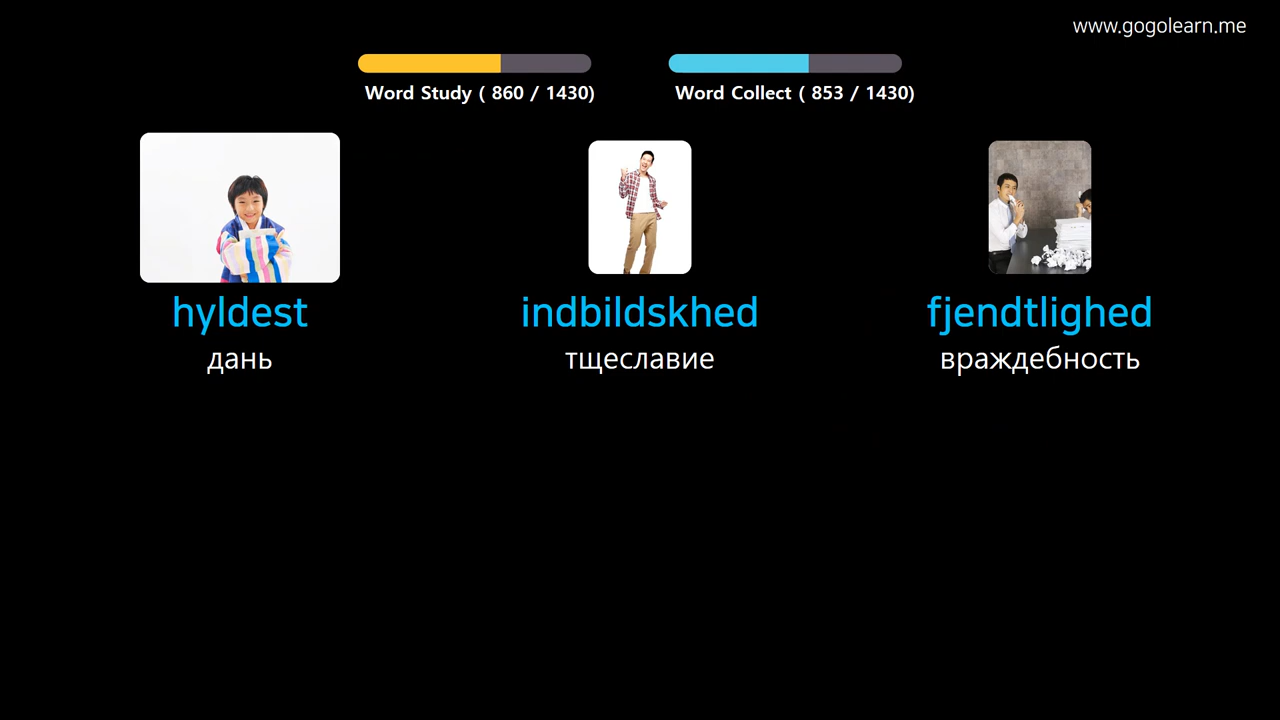 www.gogolearn.me
Word Study ( 860 / 1430)
Word Collect ( 853 / 1430)
hyldest
дань
indbildskhed
тщеславие
fjendtlighed
враждебность